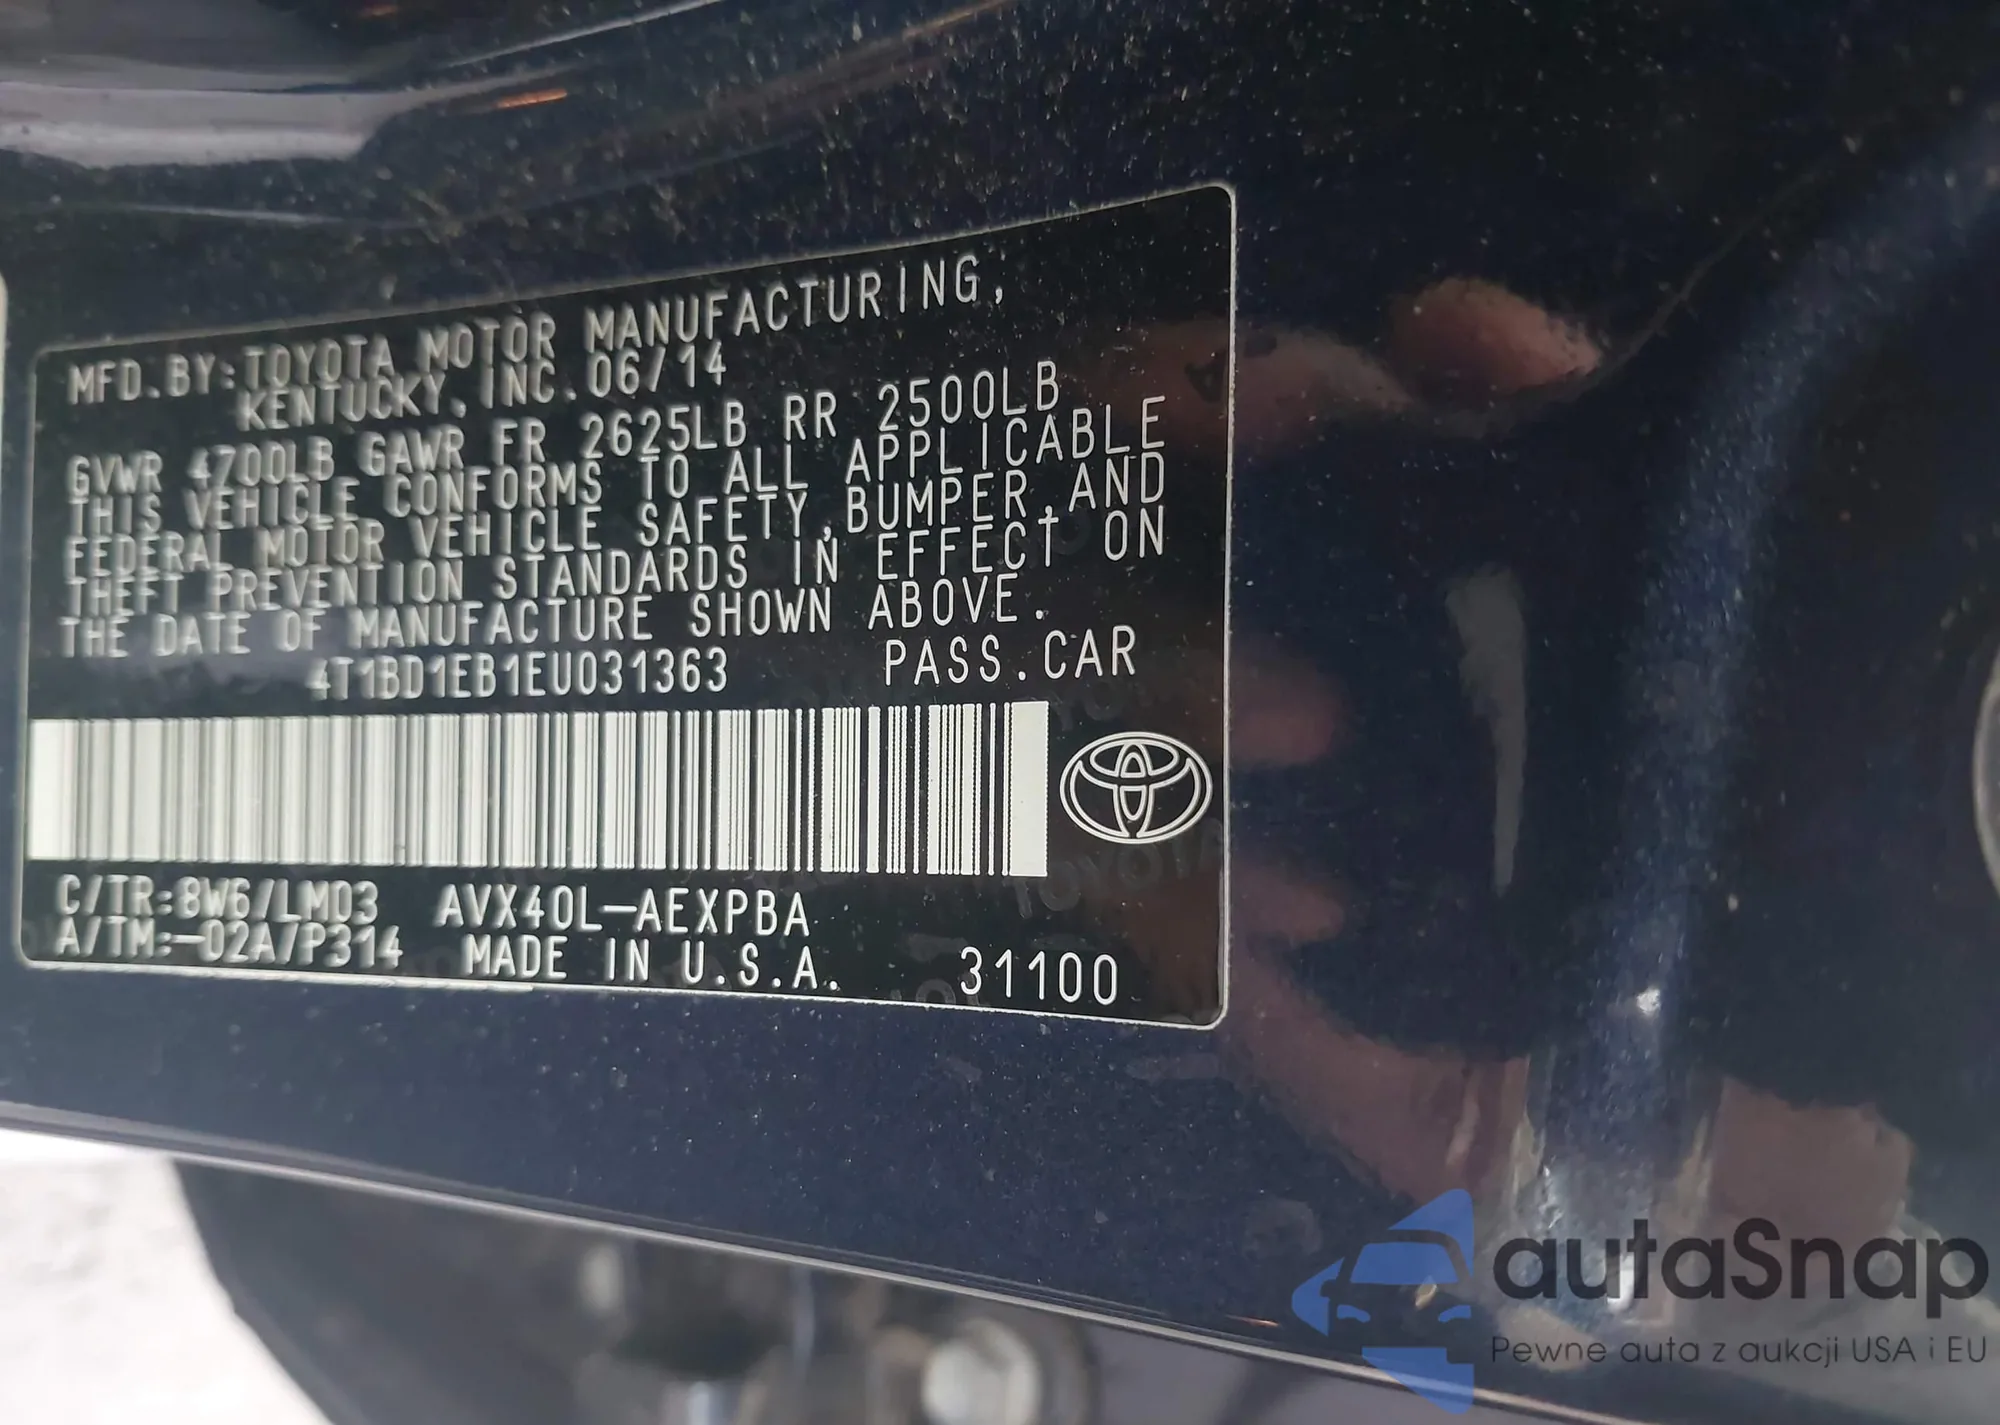 MFD.BY:TOYOTA MOTOR MANUFACTURING,
KENTUCKY, INC. 06/14
GVWR 4700LB GAWR FR 2625LB RR 2500LB
THIS VEHICLE CONFORMS TO ALL APPLICABLE
FEDERAL MOTOR VEHICLE SAFETY,BUMPER,AND
THEFT PREVENTION STANDARDS IN EFFECT ON
THE DATE OF MANUFACTURE SHOWN ABOVE.
4T1BD1EB1EU031363 PASS.CAR
C/TR:8W6/LM03 AVX40L-AEXPBA
A/TM:-02A/P314 MADE IN U.S.A. 31100
autaSnap
Pewne auta z aukcji USA i EU